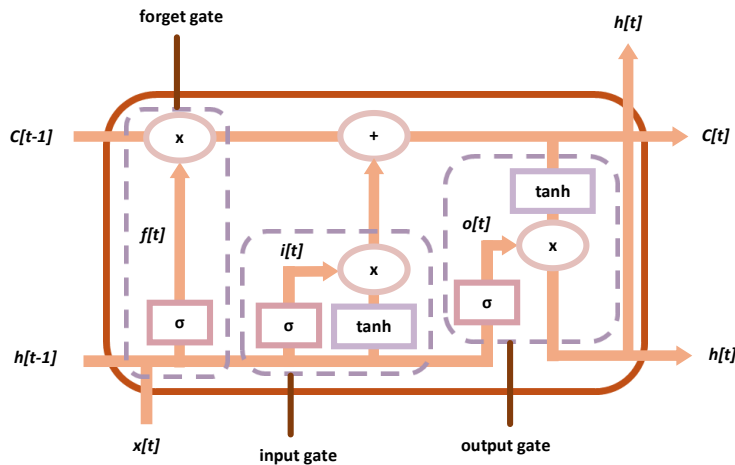 forget gate
h[t]
C[t-1]
x
+
C[t]
tanh
f[t]
i[t]
o[t]
x
x
σ
σ
tanh
σ
h[t-1]
h[t]
x[t]
input gate
output gate